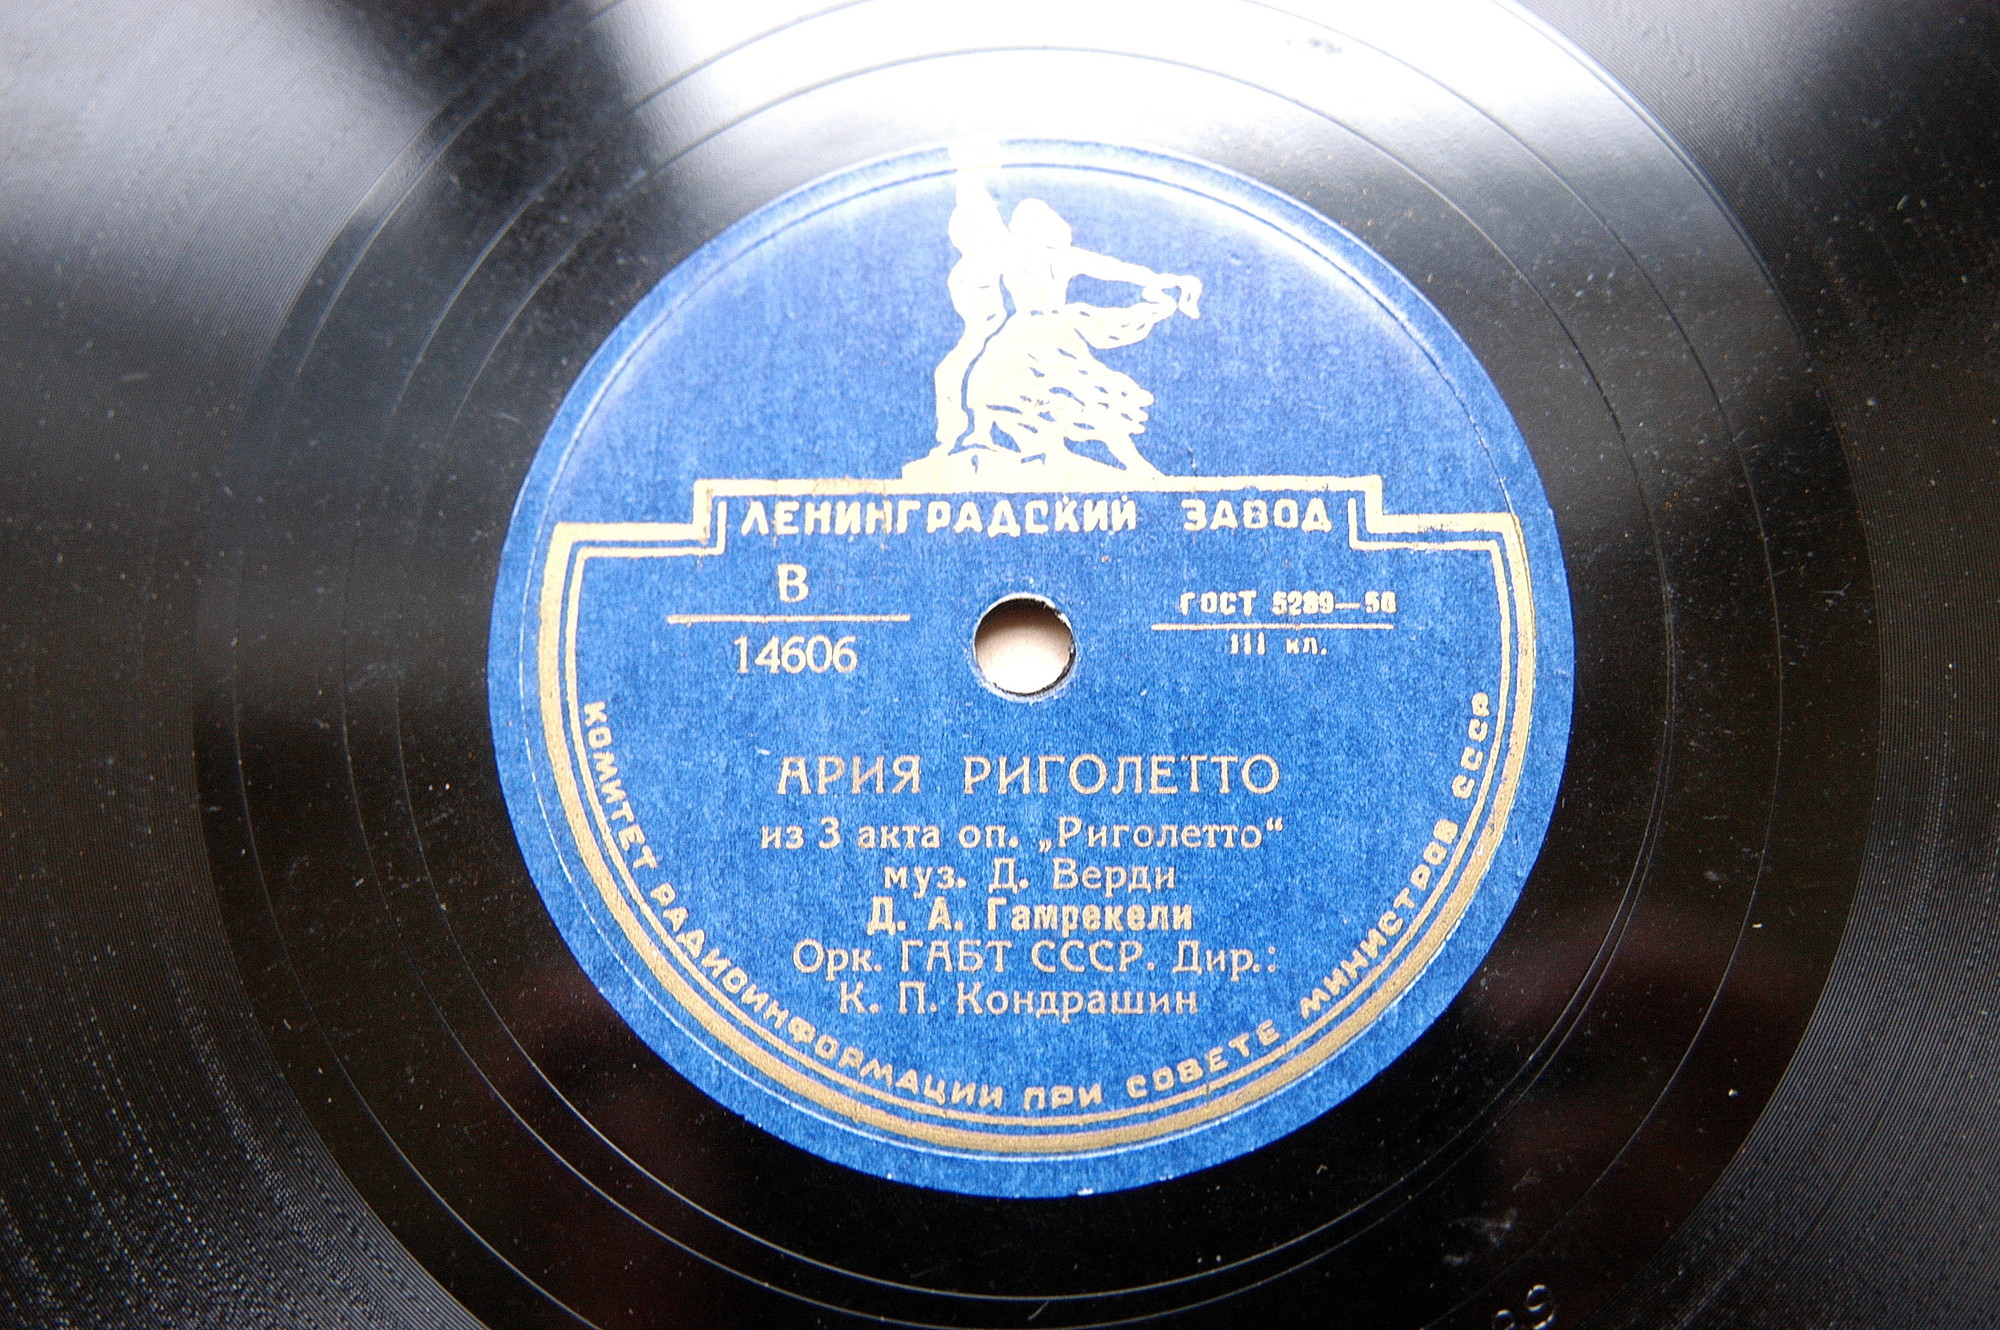 ЛЕНИНГРАДСКИЙ ЗАВОД
В
14606
ГОСТ 5289—56
III кл.
АРИЯ РИГОЛЕТТО
из 3 акта оп. „Риголетто“
муз. Д. Верди
Д. А. Гамрекели
Орк. ГАБТ СССР. Дир.:
К. П. Кондрашин
КОМИТЕТ РАДИОИНФОРМАЦИИ ПРИ СОВЕТЕ МИНИСТРОВ СССР